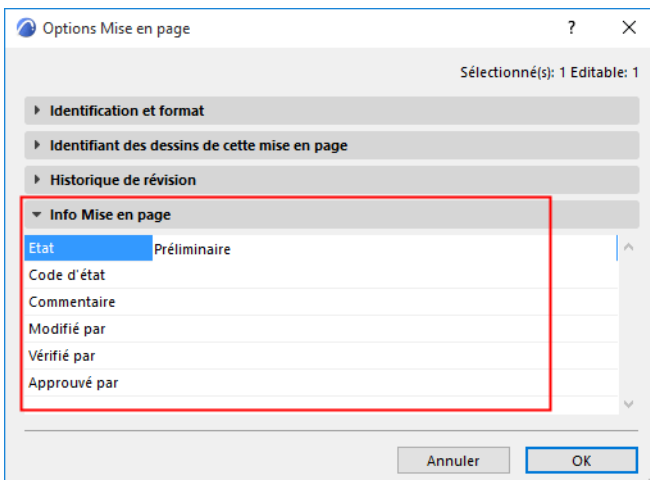 Options Mise en page
Sélectionné(s): 1 Editable: 1
Identification et format
Identifiant des dessins de cette mise en page
Historique de révision
Info Mise en page
Etat Préliminaire
Code d'état
Commentaire
Modifié par
Vérifié par
Approuvé par
Annuler OK